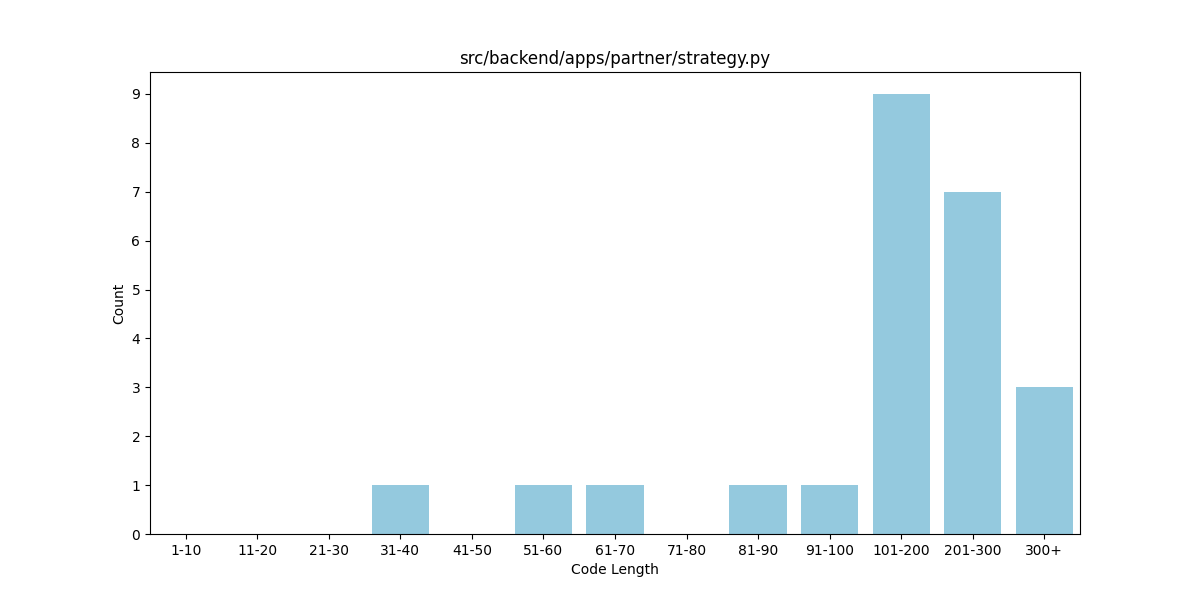 src/backend/apps/partner/strategy.py
9
8
7
6
5
4
3
2
1
0
Count
1-10 11-20 21-30 31-40 41-50 51-60 61-70 71-80 81-90 91-100 101-200 201-300 300+
Code Length